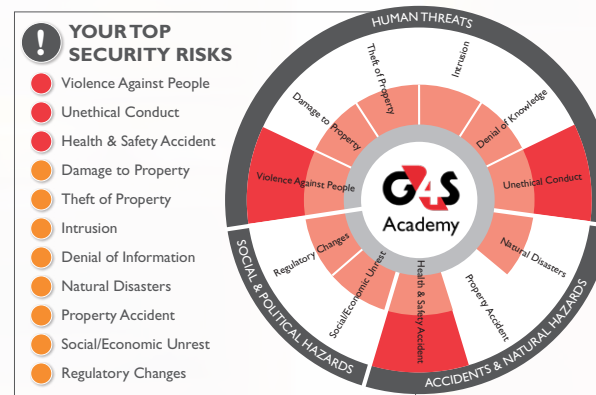 !
YOUR TOP
SECURITY RISKS
Violence Against People
Unethical Conduct
Health & Safety Accident
Damage to Property
Theft of Property
Intrusion
Denial of Information
Natural Disasters
Property Accident
Social/Economic Unrest
Regulatory Changes
HUMAN THREATS
Violence Against People
Damage to Property
Theft of Property
Intrusion
Denial of Knowledge
Unethical Conduct
ACCIDENTS & NATURAL HAZARDS
Natural Disasters
Property Accident
Health & Safety Accident
SOCIAL & POLITICAL HAZARDS
Social/Economic Unrest
Regulatory Changes
G4S
Academy